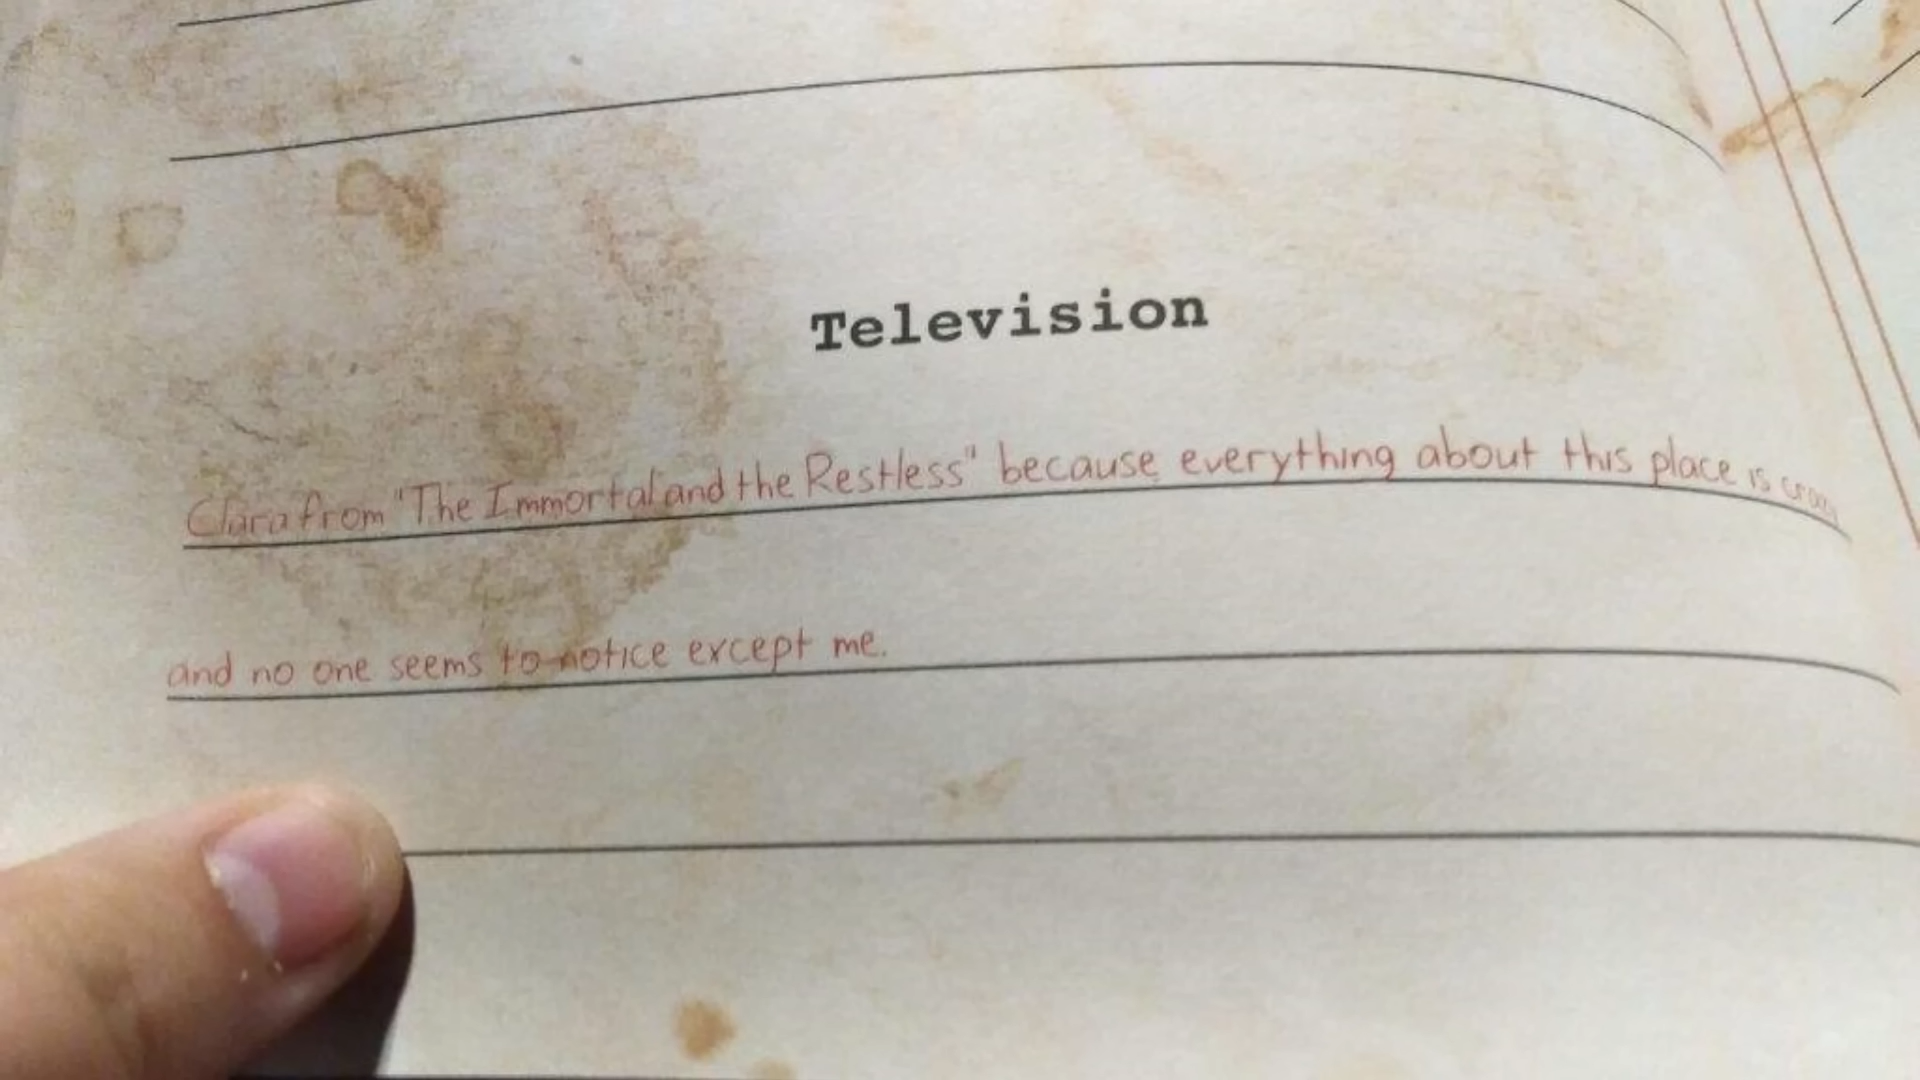 Television
Clara from "The Immortal and the Restless" because everything about this place is crazy
and no one seems to notice except me.